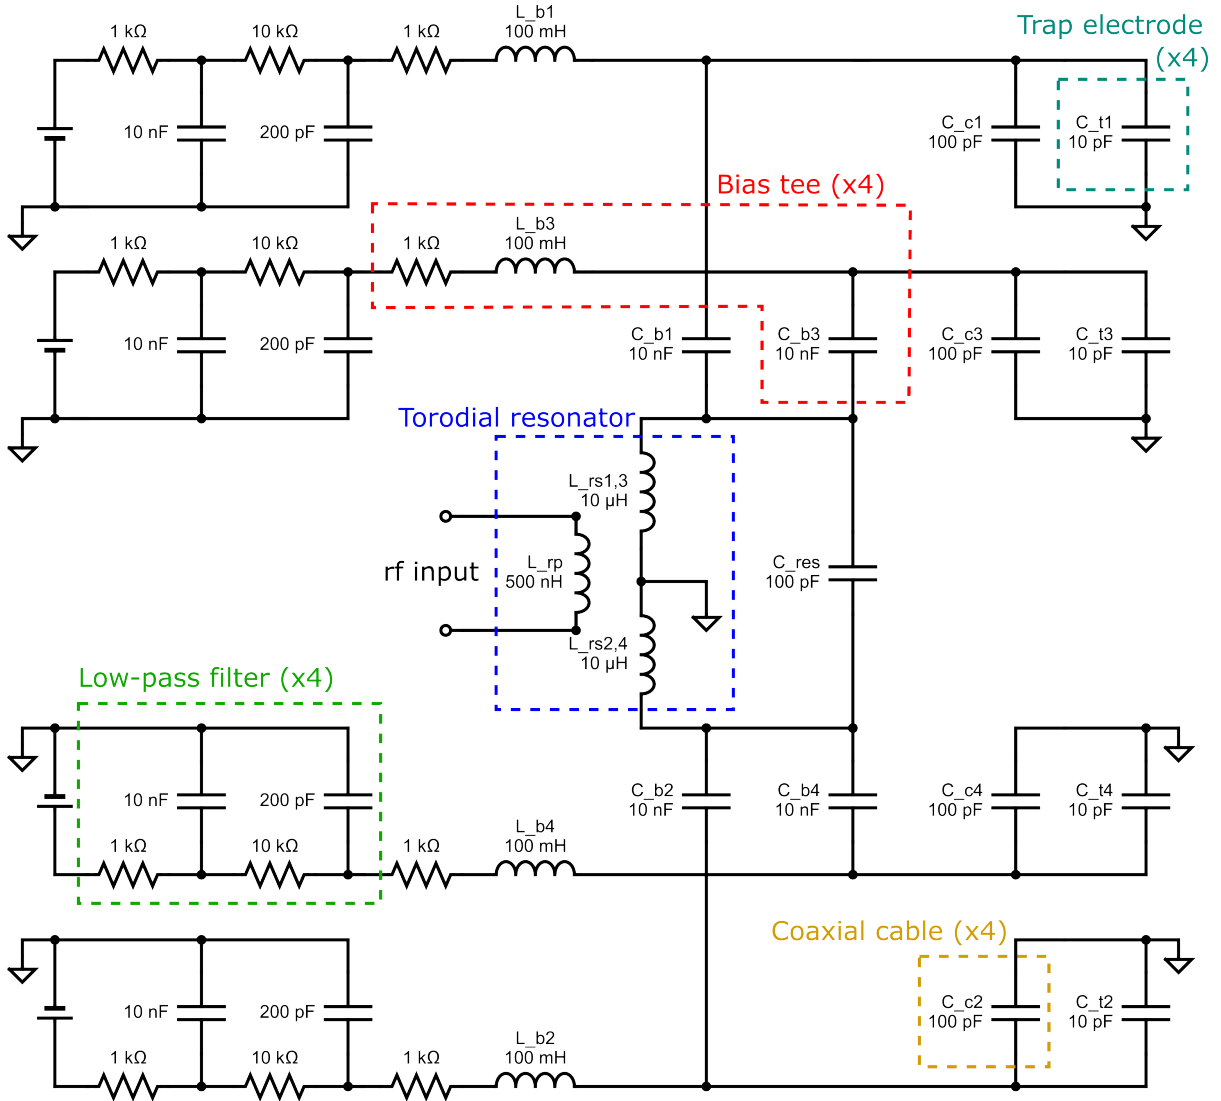 L_b1
1 kΩ
10 kΩ
1 kΩ
100 mH
Trap electrode
(x4)
10 nF
200 pF
C_c1
100 pF
C_t1
10 pF
Bias tee (x4)
L_b3
1 kΩ
10 kΩ
1 kΩ
100 mH
10 nF
200 pF
C_b1
10 nF
C_b3
10 nF
C_c3
100 pF
C_t3
10 pF
Torodial resonator
L_rs1,3
10 µH
rf input
L_rp
500 nH
C_res
100 pF
L_rs2,4
10 µH
Low-pass filter (x4)
10 nF
200 pF
C_b2
10 nF
C_b4
10 nF
C_c4
100 pF
C_t4
10 pF
L_b4
1 kΩ
10 kΩ
1 kΩ
100 mH
Coaxial cable (x4)
10 nF
200 pF
C_c2
100 pF
C_t2
10 pF
L_b2
1 kΩ
10 kΩ
1 kΩ
100 mH